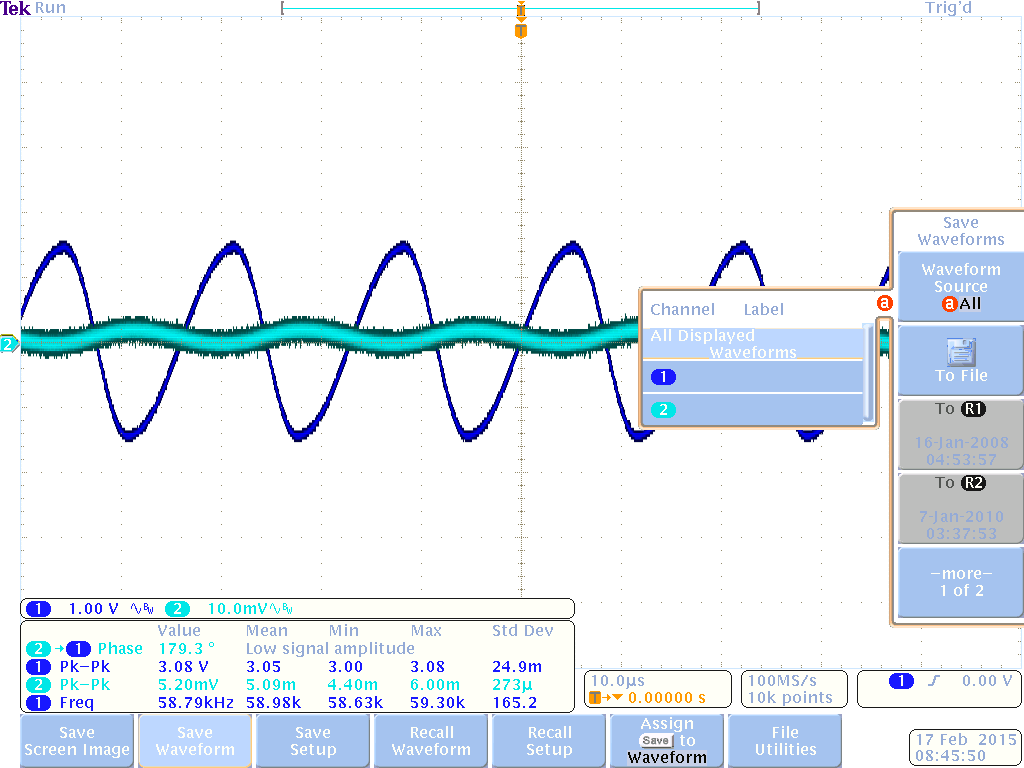 Tek Run
Trig'd
T
T
2
Save
Waveforms
Waveform
Source
a All
To File
To R1
16-Jan-2008
04:53:57
To R2
7-Jan-2010
03:37:53
-more-
1 of 2
a
Channel Label
All Displayed
Waveforms
1
2
1 1.00 V BW 2 10.0mV BW
Value Mean Min Max Std Dev
2 → 1 Phase 179.3 ° Low signal amplitude
1 Pk-Pk 3.08 V 3.05 3.00 3.08 24.9m
2 Pk-Pk 5.20mV 5.09m 4.40m 6.00m 273µ
1 Freq 58.79kHz 58.98k 58.63k 59.30k 165.2
10.0µs
T→▼ 0.00000 s
100MS/s
10k points
1 0.00 V
Save
Screen Image
Save
Waveform
Save
Setup
Recall
Waveform
Recall
Setup
Assign
Save to
Waveform
File
Utilities
17 Feb 2015
08:45:50